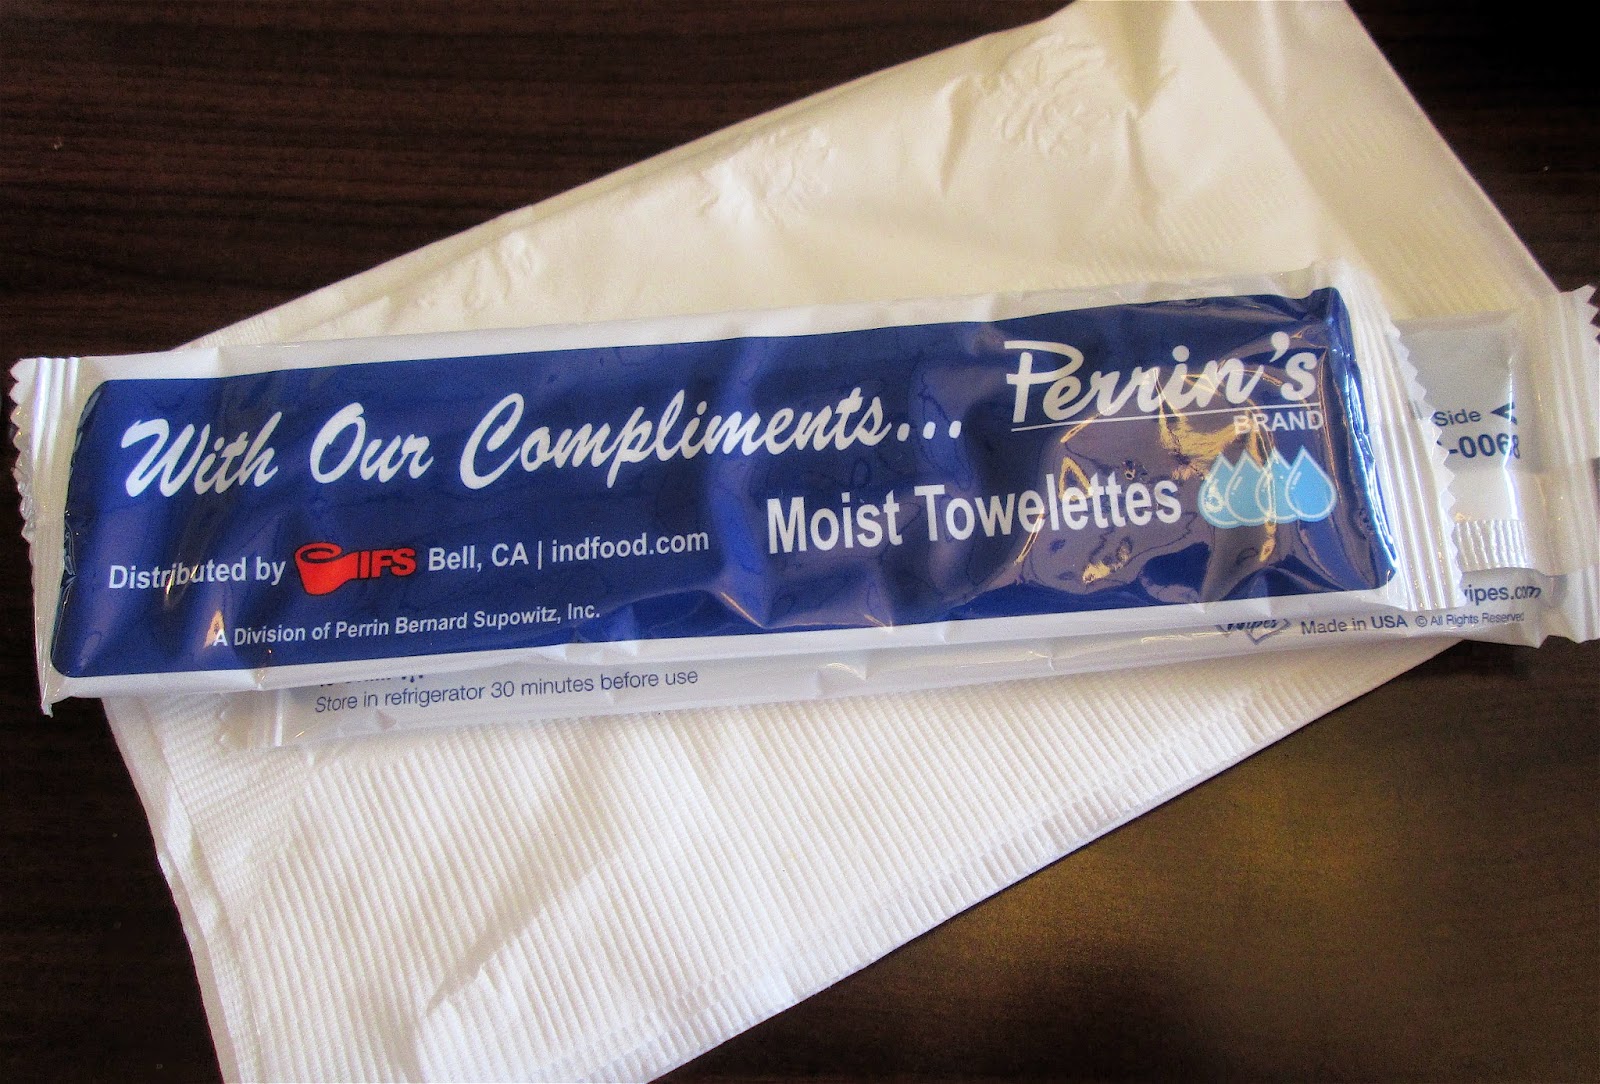 With Our Compliments...
Perrin's
BRAND
Moist Towelettes
Distributed by IFS Bell, CA | indfood.com
A Division of Perrin Bernard Supowitz, Inc.
Side
-0068
Made in USA © All Rights Reserved
Store in refrigerator 30 minutes before use